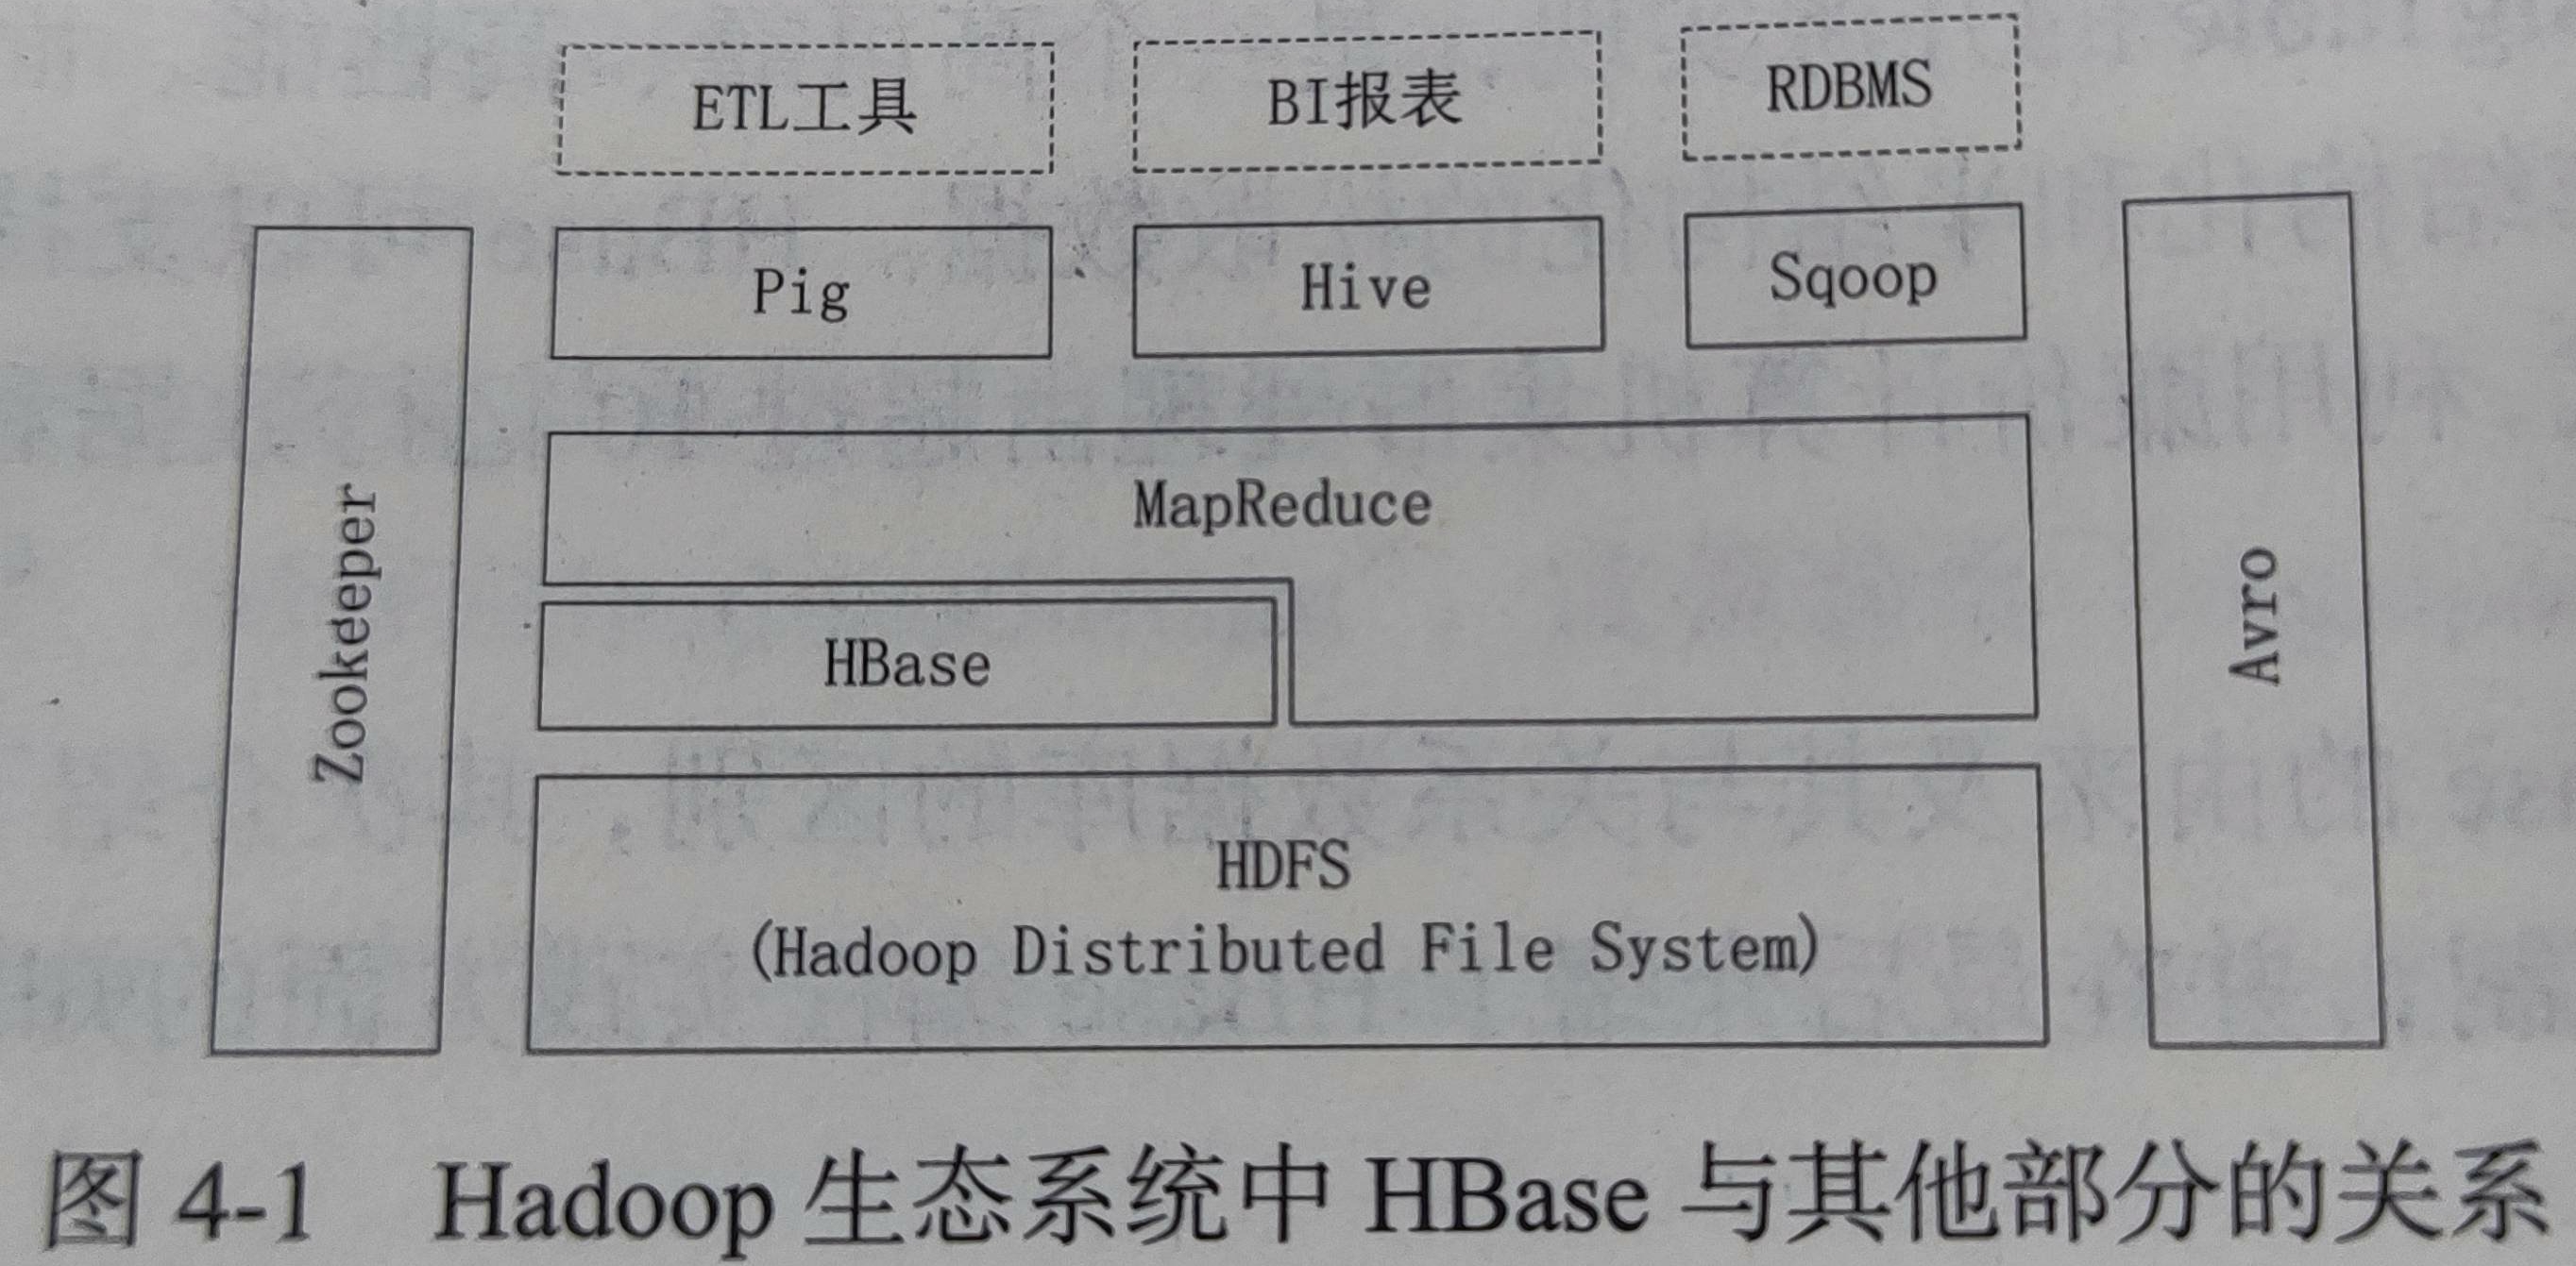 ETL工具
BI报表
RDBMS
Pig
Hive
Sqoop
Zookeeper
MapReduce
HBase
Avro
HDFS
(Hadoop Distributed File System)
图 4-1 Hadoop 生态系统中 HBase 与其他部分的关系